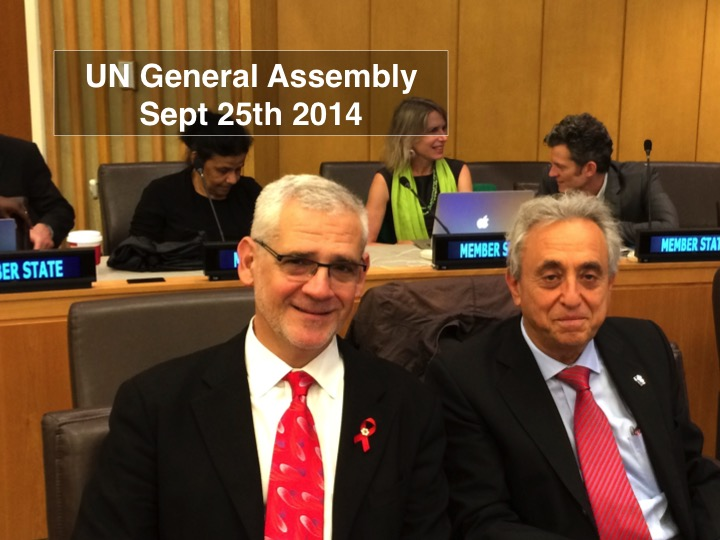 UN General Assembly
Sept 25th 2014
BER STATE
MEMBER S
MEMBER STAT